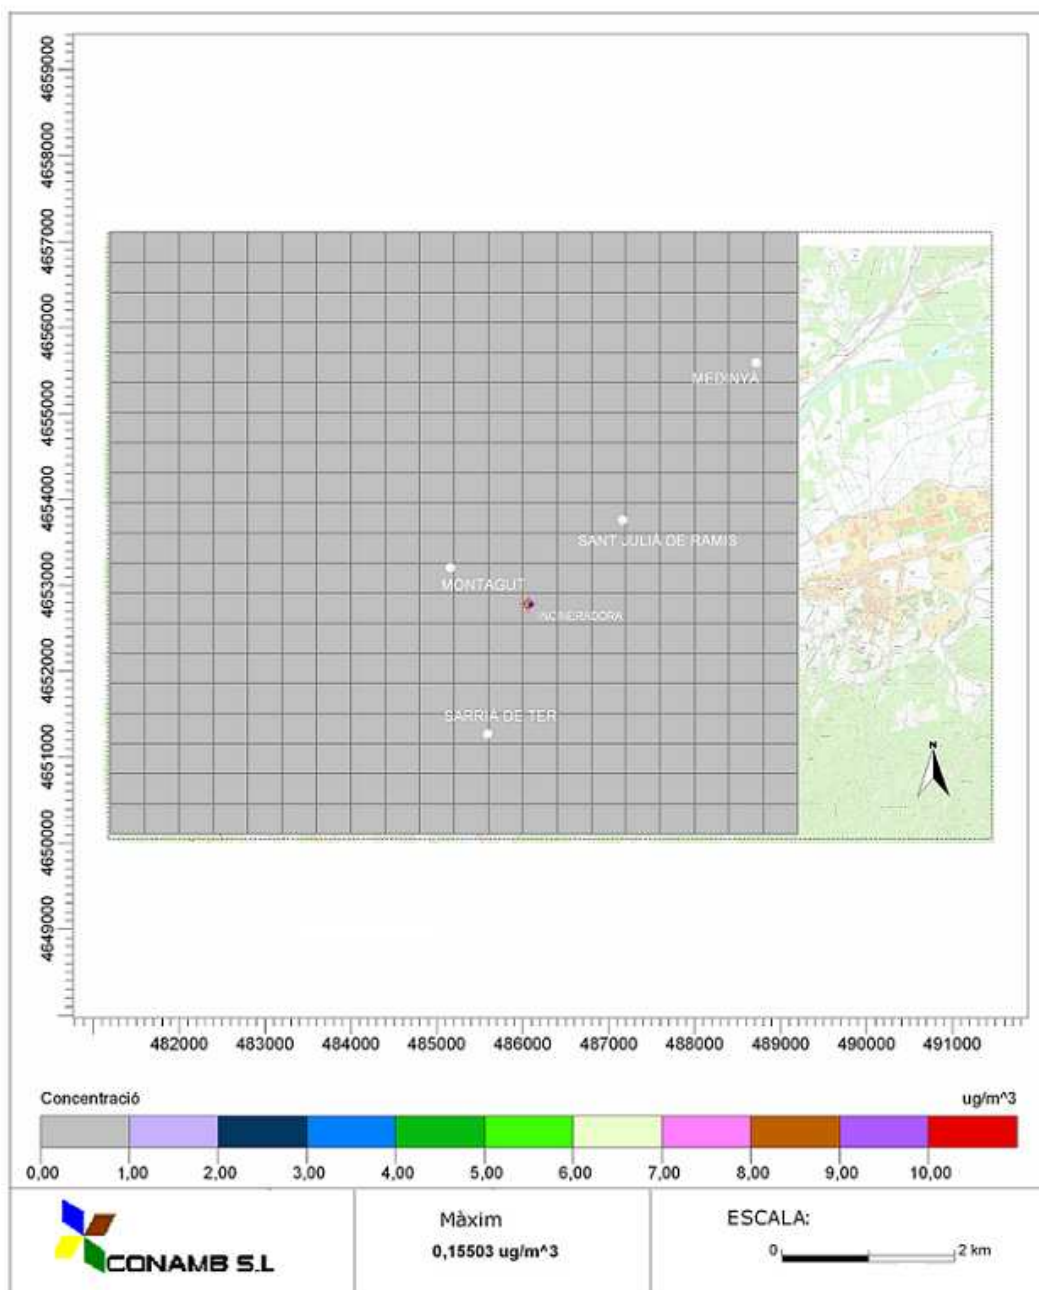 4659000
4658000
4657000
4656000
4655000
4654000
4653000
4652000
4651000
4650000
4649000
MEDINYÀ
SANT JULIÀ DE RAMIS
MONTAGUT
INCINERADORA
SARRIÀ DE TER
N
482000 483000 484000 485000 486000 487000 488000 489000 490000 491000
Concentració ug/m^3
0,00 1,00 2,00 3,00 4,00 5,00 6,00 7,00 8,00 9,00 10,00
CONAMB S.L
Màxim
0,15503 ug/m^3
ESCALA:
0 2 km